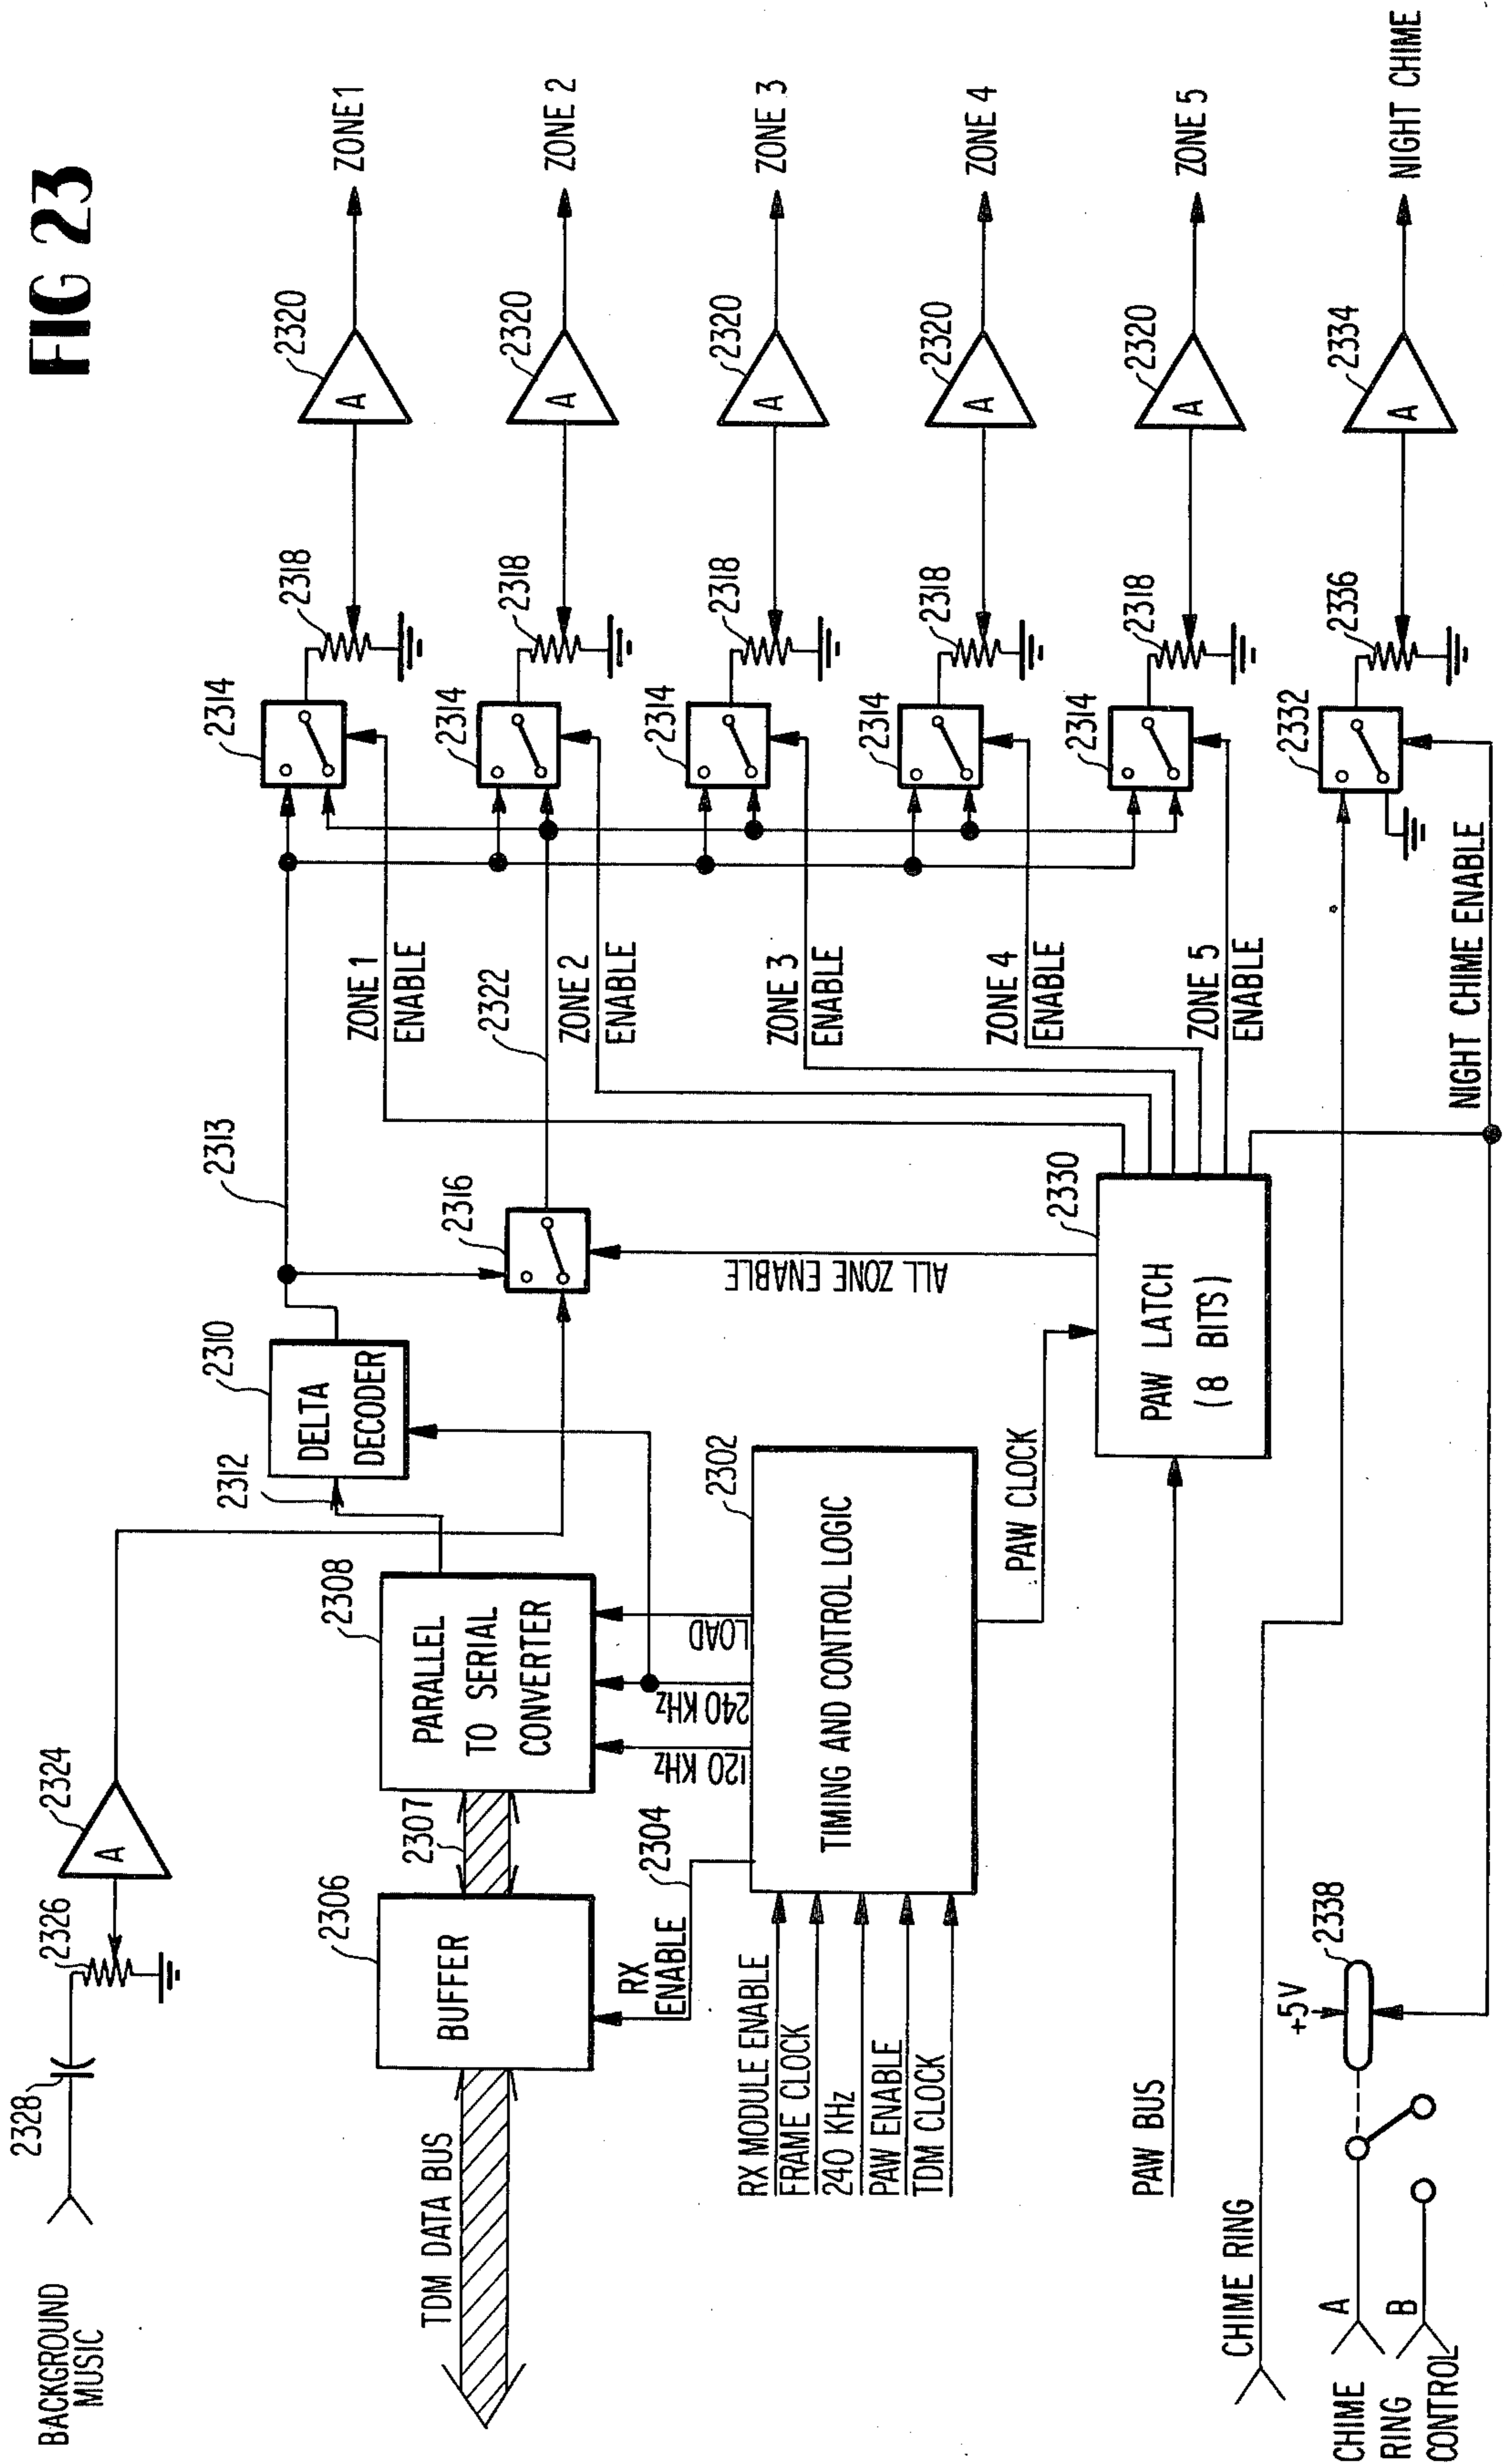 FIG 23
BACKGROUND
MUSIC
2328
2326
2324
A
TDM DATA BUS
2306
BUFFER
2307
2308
PARALLEL
TO SERIAL
CONVERTER
2312
2310
DELTA
DECODER
2313
2316
2322
RX
ENABLE
2304
120 KHz
240 KHz
LOAD
2302
TIMING AND CONTROL LOGIC
RX MODULE ENABLE
FRAME CLOCK
240 KHz
PAW ENABLE
TDM CLOCK
PAW CLOCK
ALL ZONE ENABLE
PAW BUS
2330
PAW LATCH
(8 BITS)
ZONE 1
ENABLE
ZONE 2
ENABLE
ZONE 3
ENABLE
ZONE 4
ENABLE
ZONE 5
ENABLE
2314
2318
2320
A
ZONE 1
2314
2318
2320
A
ZONE 2
2314
2318
2320
A
ZONE 3
2314
2318
2320
A
ZONE 4
2314
2318
2320
A
ZONE 5
2332
2336
2334
A
NIGHT CHIME
CHIME RING
NIGHT CHIME ENABLE
CHIME
RING
CONTROL
A
B
+5V
2338